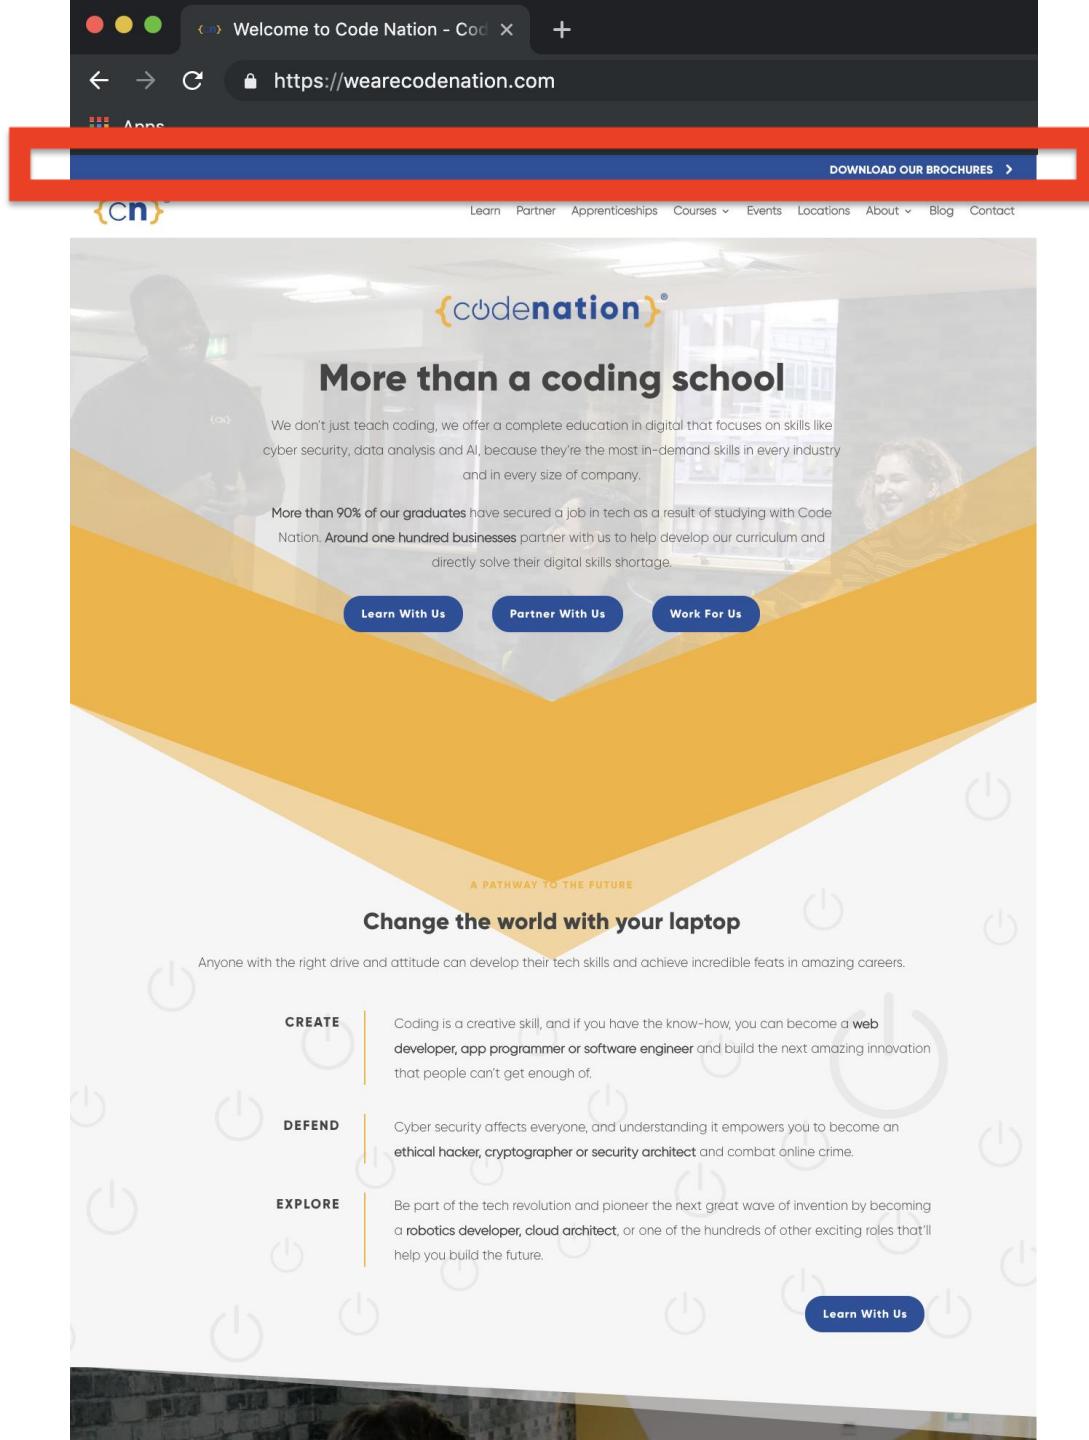 Welcome to Code Nation - Cod
https://wearecodenation.com
Apps
DOWNLOAD OUR BROCHURES
{cn}®
Learn Partner Apprenticeships Courses Events Locations About Blog Contact
{codenation}®
More than a coding school
We don't just teach coding, we offer a complete education in digital that focuses on skills like
cyber security, data analysis and AI, because they're the most in-demand skills in every industry
and in every size of company.
More than 90% of our graduates have secured a job in tech as a result of studying with Code
Nation. Around one hundred businesses partner with us to help develop our curriculum and
directly solve their digital skills shortage.
Learn With Us Partner With Us Work For Us
A PATHWAY TO THE FUTURE
Change the world with your laptop
Anyone with the right drive and attitude can develop their tech skills and achieve incredible feats in amazing careers.
CREATE
Coding is a creative skill, and if you have the know-how, you can become a web
developer, app programmer or software engineer and build the next amazing innovation
that people can't get enough of.
DEFEND
Cyber security affects everyone, and understanding it empowers you to become an
ethical hacker, cryptographer or security architect and combat online crime.
EXPLORE
Be part of the tech revolution and pioneer the next great wave of invention by becoming
a robotics developer, cloud architect, or one of the hundreds of other exciting roles that'll
help you build the future.
Learn With Us